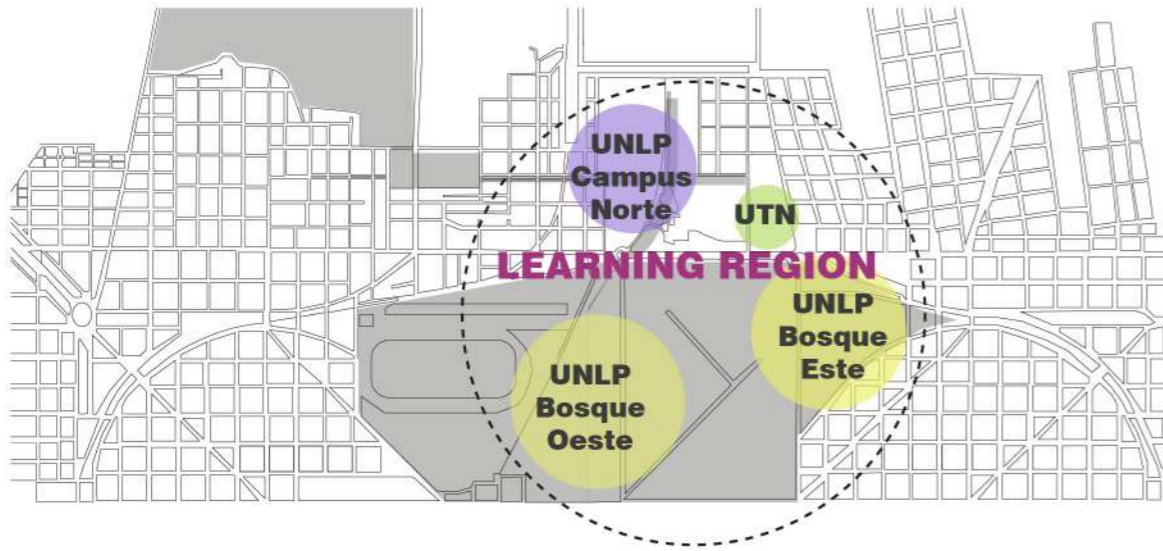 UNLP
Campus
Norte
UTN
LEARNING REGION
UNLP
Bosque
Este
UNLP
Bosque
Oeste